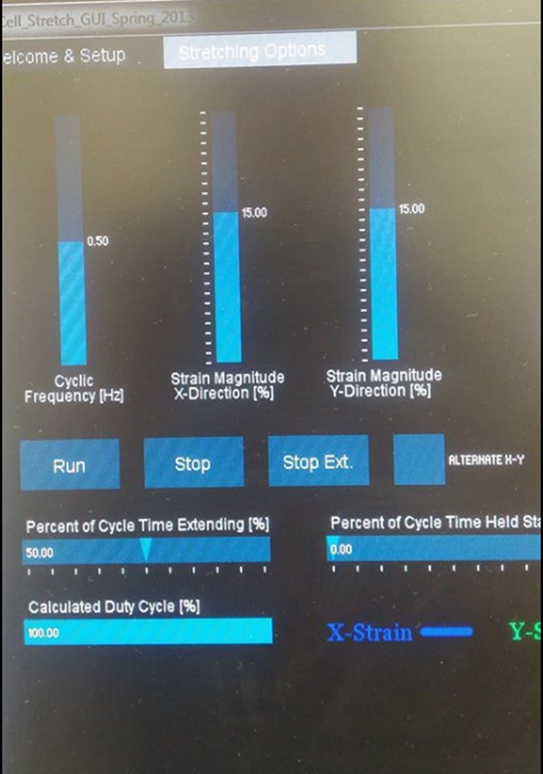 Cell_Stretch_GUI_Spring_2013
elcome & Setup
Stretching Options
0.50
15.00
15.00
Cyclic
Frequency [Hz]
Strain Magnitude
X-Direction [%]
Strain Magnitude
Y-Direction [%]
Run
Stop
Stop Ext.
ALTERNATE X-Y
Percent of Cycle Time Extending [%]
50.00
Percent of Cycle Time Held Sta
0.00
Calculated Duty Cycle [%]
100.00
X-Strain
Y-S